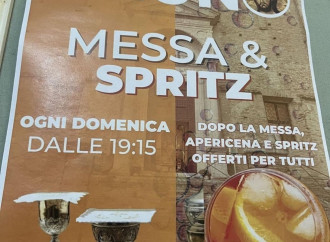 MESSA &
SPRITZ
OGNI DOMENICA
DALLE 19:15
DOPO LA MESSA,
APERICENA E SPRITZ
OFFERTI PER TUTTI